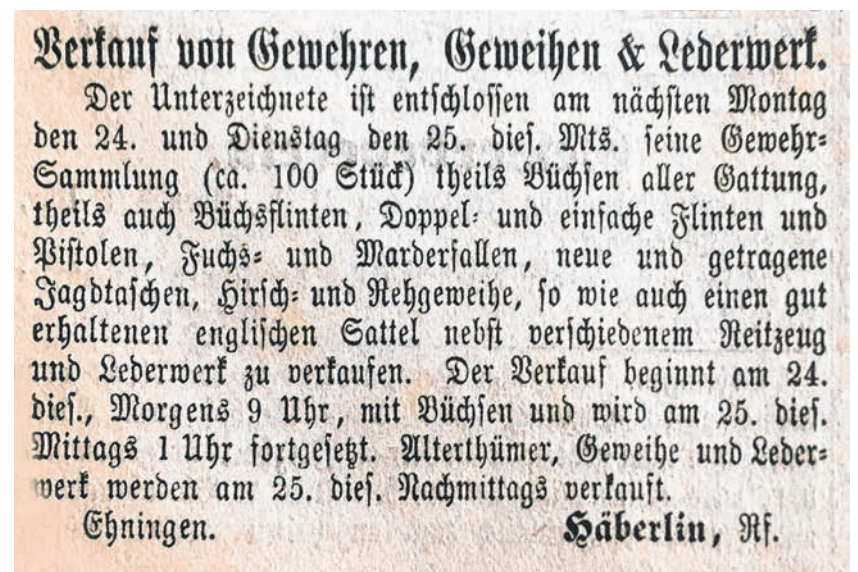 Verkauf von Gewehren, Geweihen & Lederwerk.
Der Unterzeichnete ist entschlossen am nächsten Montag
den 24. und Dienstag den 25. dies. Mts. seine Gewehr-
Sammlung (ca. 100 Stück) theils Büchsen aller Gattung,
theils auch Büchsflinten, Doppel- und einfache Flinten und
Pistolen, Fuchs- und Marderfallen, neue und getragene
Jagdtaschen, Hirsch- und Rehgeweihe, so wie auch einen gut
erhaltenen englischen Sattel nebst verschiedenem Reitzeug
und Lederwerk zu verkaufen. Der Verkauf beginnt am 24.
dies., Morgens 9 Uhr, mit Büchsen und wird am 25. dies.
Mittags 1 Uhr fortgesetzt. Alterthümer, Geweihe und Leder-
werk werden am 25. dies. Nachmittags verkauft.
Ehningen. Häberlin, Rf.